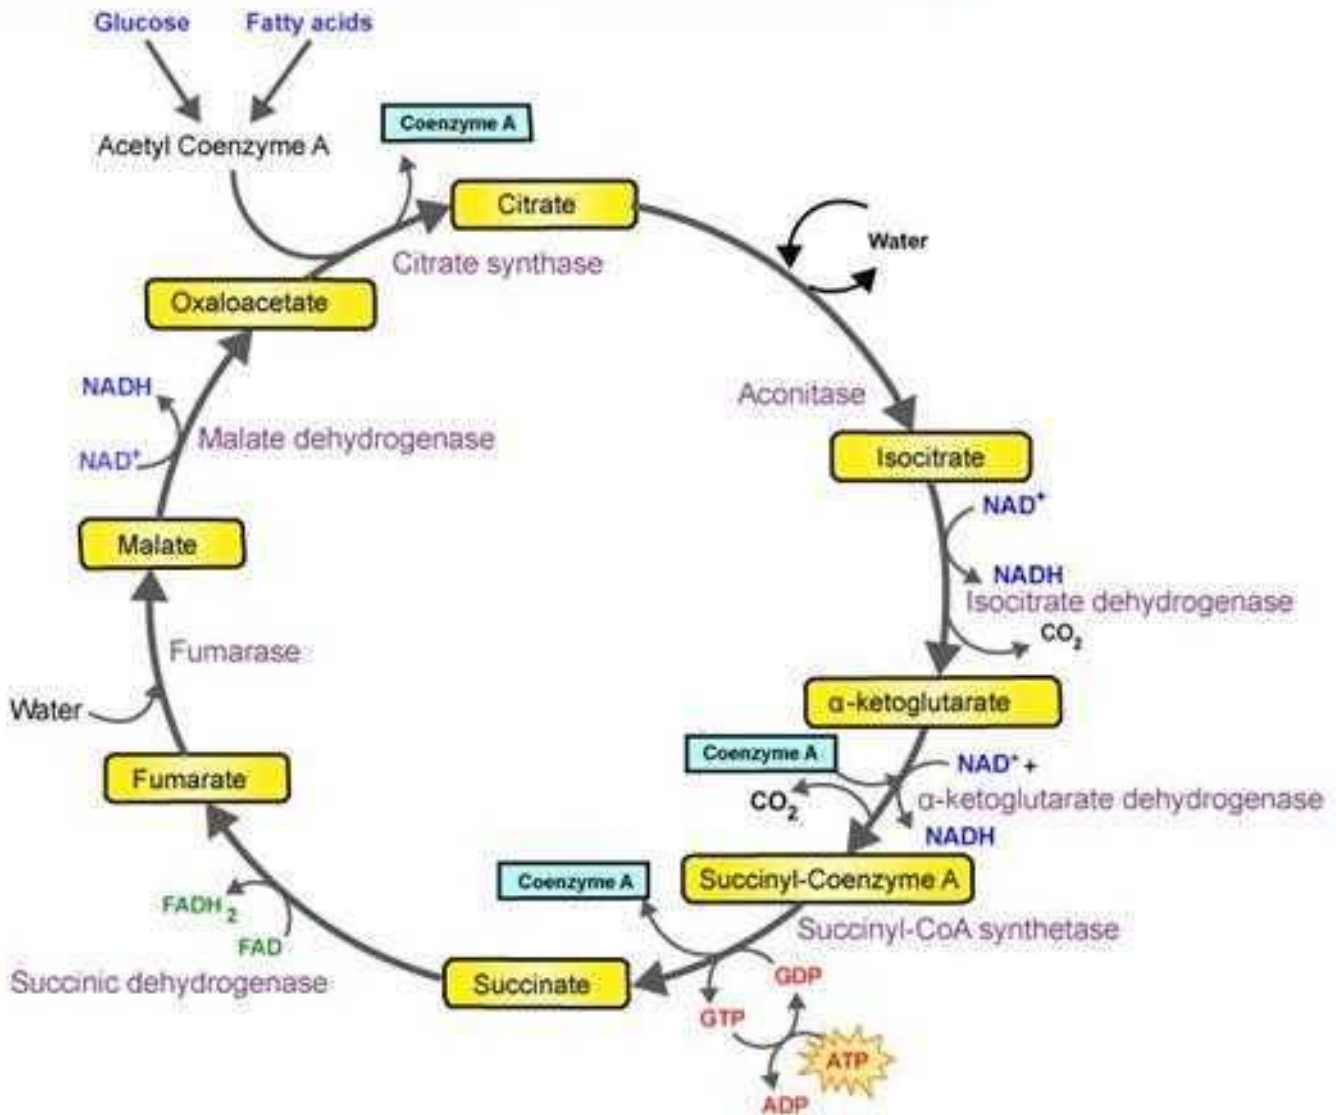 Glucose
Fatty acids
Acetyl Coenzyme A
Coenzyme A
Citrate
Citrate synthase
Water
Oxaloacetate
Aconitase
Isocitrate
NAD⁺
NADH
Isocitrate dehydrogenase
CO₂
α-ketoglutarate
Coenzyme A
NAD⁺ +
CO₂
α-ketoglutarate dehydrogenase
NADH
Succinyl-Coenzyme A
Coenzyme A
Succinyl-CoA synthetase
GDP
GTP
ATP
ADP
Succinate
FADH₂
FAD
Succinic dehydrogenase
Fumarate
Water
Fumarase
Malate
NADH
NAD⁺
Malate dehydrogenase